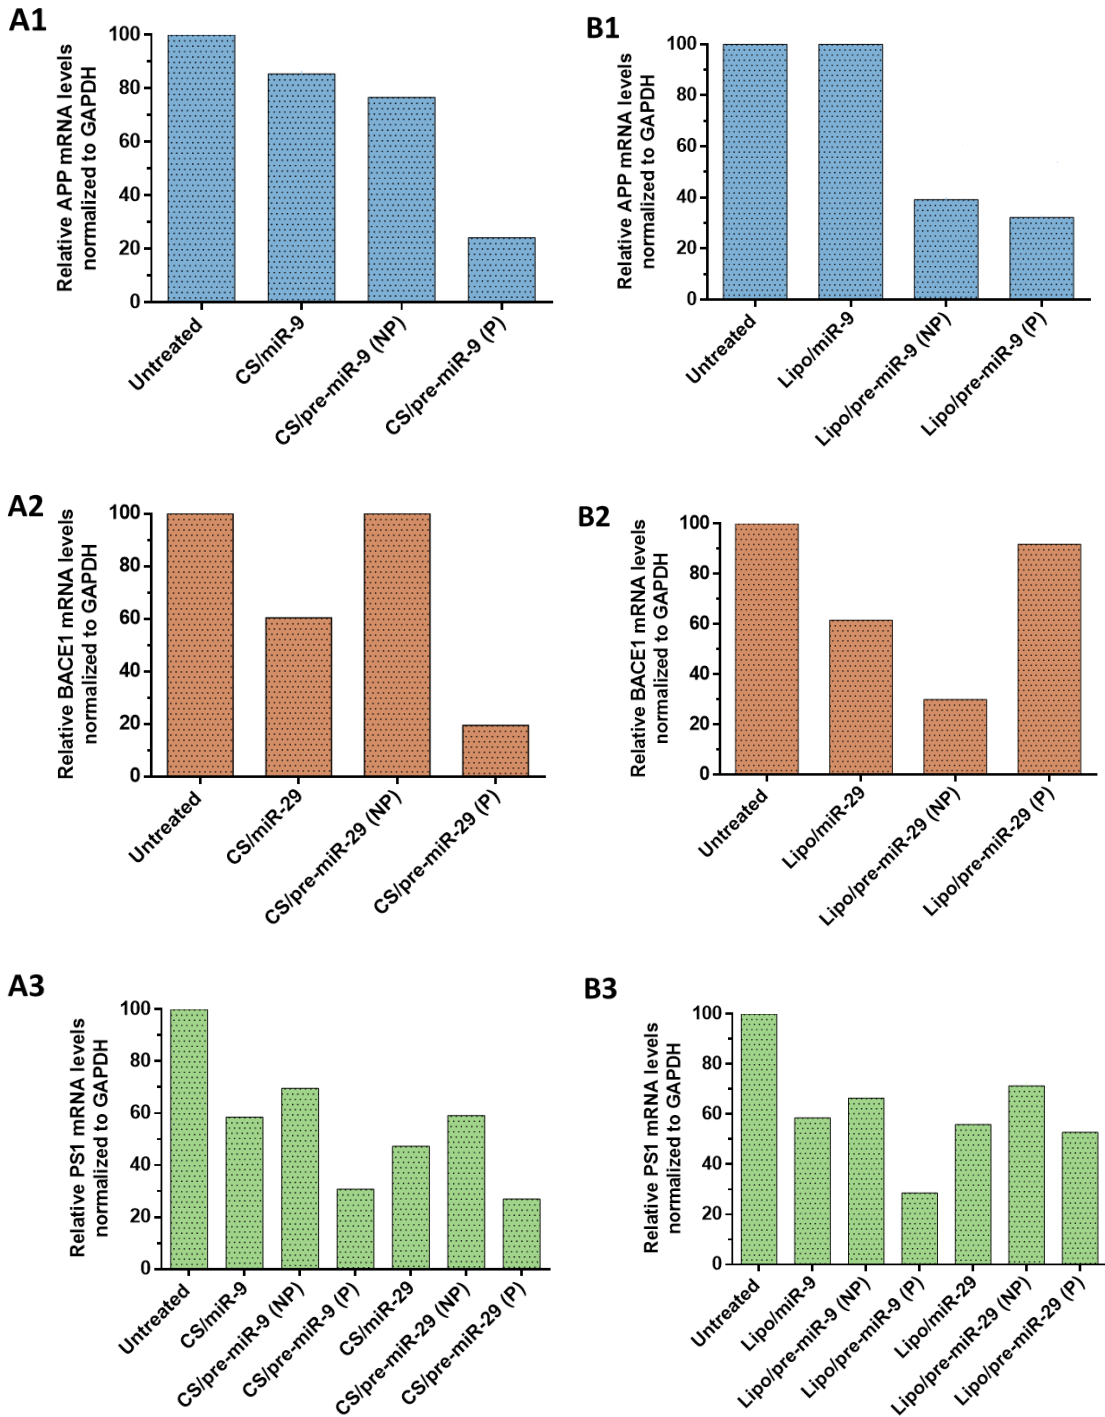 A1
Relative APP mRNA levels
normalized to GAPDH
100
80
60
40
20
0
Untreated
CS/miR-9
CS/pre-miR-9 (NP)
CS/pre-miR-9 (P)
B1
Relative APP mRNA levels
normalized to GAPDH
100
80
60
40
20
0
Untreated
Lipo/miR-9
Lipo/pre-miR-9 (NP)
Lipo/pre-miR-9 (P)
A2
Relative BACE1 mRNA levels
normalized to GAPDH
100
80
60
40
20
0
Untreated
CS/miR-29
CS/pre-miR-29 (NP)
CS/pre-miR-29 (P)
B2
Relative BACE1 mRNA levels
normalized to GAPDH
100
80
60
40
20
0
Untreated
Lipo/miR-29
Lipo/pre-miR-29 (NP)
Lipo/pre-miR-29 (P)
A3
Relative PS1 mRNA levels
normalized to GAPDH
100
80
60
40
20
0
Untreated
CS/miR-9
CS/pre-miR-9 (NP)
CS/pre-miR-9 (P)
CS/miR-29
CS/pre-miR-29 (NP)
CS/pre-miR-29 (P)
B3
Relative PS1 mRNA levels
normalized to GAPDH
100
80
60
40
20
0
Untreated
Lipo/miR-9
Lipo/pre-miR-9 (NP)
Lipo/pre-miR-9 (P)
Lipo/miR-29
Lipo/pre-miR-29 (NP)
Lipo/pre-miR-29 (P)